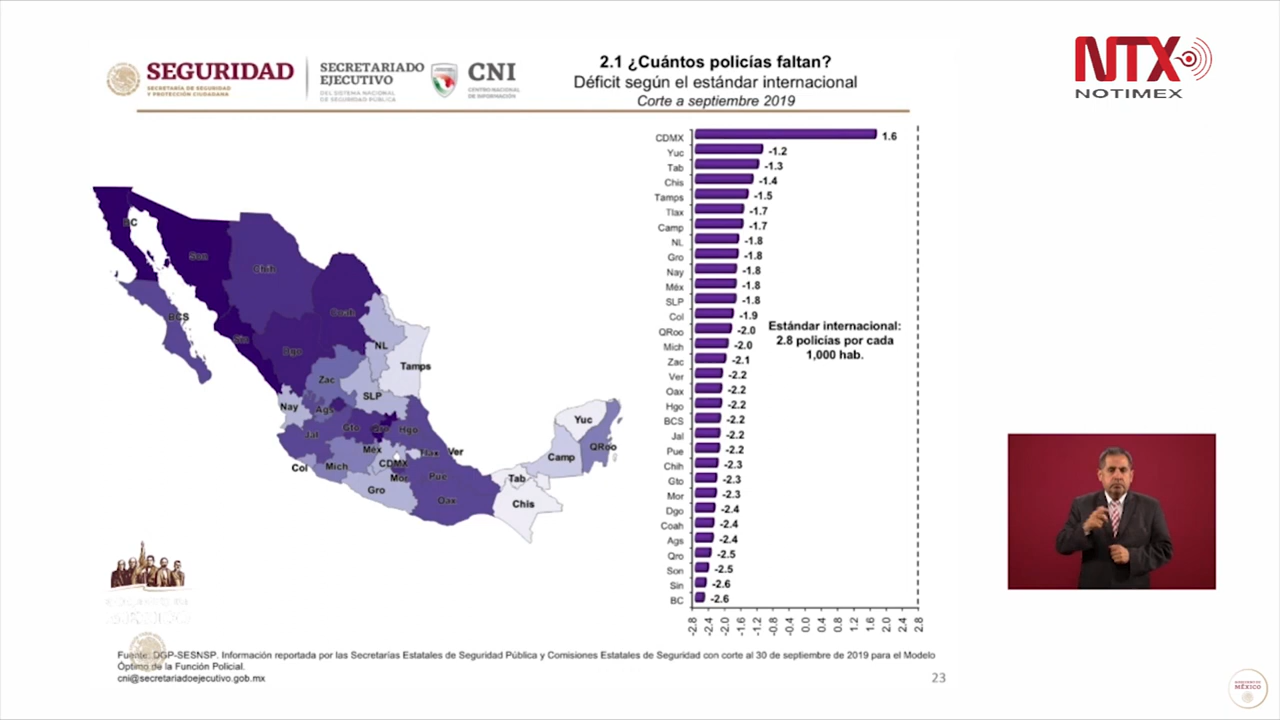 SEGURIDAD
SECRETARÍA DE SEGURIDAD
Y PROTECCIÓN CIUDADANA
SECRETARIADO
EJECUTIVO
DEL SISTEMA NACIONAL
DE SEGURIDAD PÚBLICA
CNI
CENTRO NACIONAL
DE INFORMACIÓN
2.1 ¿Cuántos policías faltan?
Déficit según el estándar internacional
Corte a septiembre 2019
NTX
NOTIMEX
BC
Son
Chih
Coah
BCS
Sin
Dgo
NL
Tamps
Zac
SLP
Nay
Ags
Jal
Gto
Qro
Hgo
Méx
Tlax
Ver
Col
Mich
CDMX
Mor
Pue
Gro
Oax
Yuc
QRoo
Camp
Tab
Chis
CDMX 1.6
Yuc -1.2
Tab -1.3
Chis -1.4
Tamps -1.5
Tlax -1.7
Camp -1.7
NL -1.8
Gro -1.8
Nay -1.8
Méx -1.8
SLP -1.8
Col -1.9
QRoo -2.0
Mich -2.0
Zac -2.1
Ver -2.2
Oax -2.2
Hgo -2.2
BCS -2.2
Jal -2.2
Pue -2.2
Chih -2.3
Gto -2.3
Mor -2.3
Dgo -2.4
Coah -2.4
Ags -2.4
Qro -2.5
Son -2.5
Sin -2.6
BC -2.6
Estándar internacional:
2.8 policías por cada
1,000 hab.
-2.8 -2.4 -2.0 -1.6 -1.2 -0.8 -0.4 0.0 0.4 0.8 1.2 1.6 2.0 2.4 2.8
Fuente: DGP-SESNSP. Información reportada por las Secretarías Estatales de Seguridad Pública y Comisiones Estatales de Seguridad con corte al 30 de septiembre de 2019 para el Modelo
Óptimo de la Función Policial.
cni@secretariadoejecutivo.gob.mx
23
GOBIERNO DE
MÉXICO